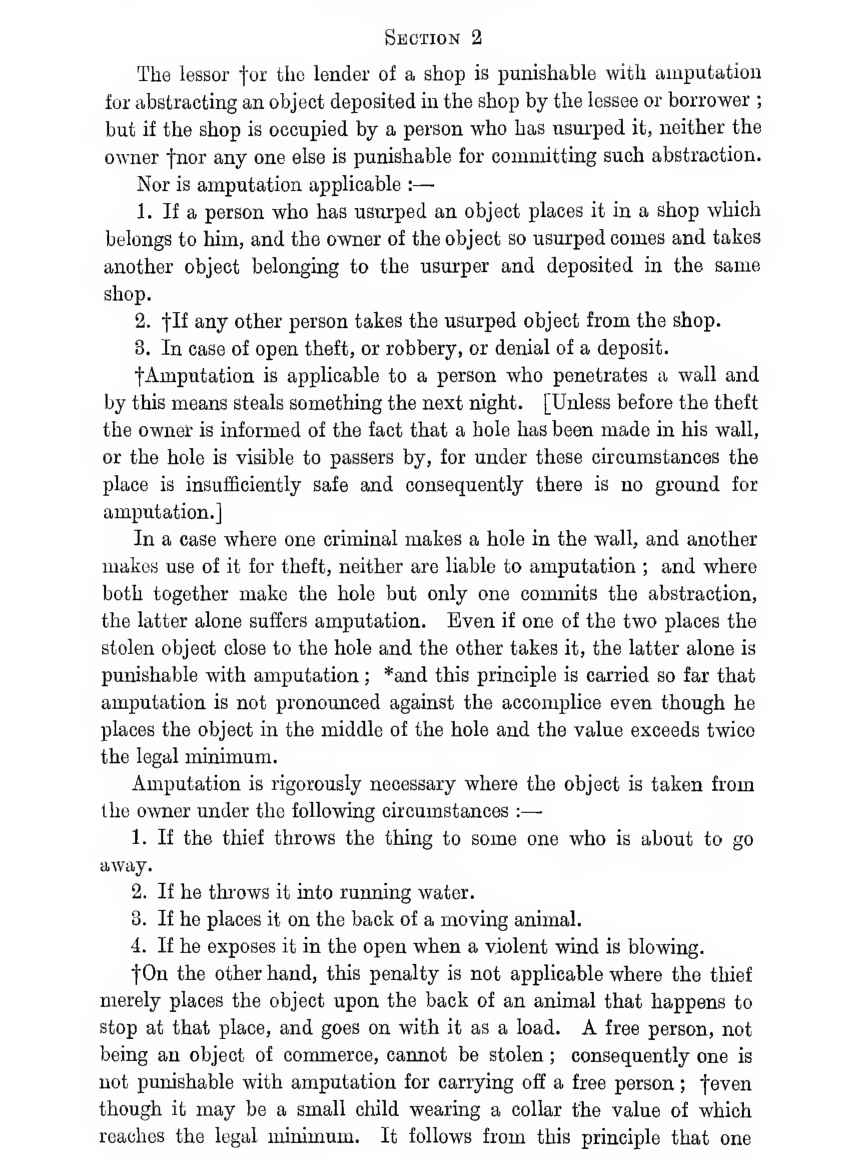 SECTION 2
The lessor †or the lender of a shop is punishable with amputation
for abstracting an object deposited in the shop by the lessee or borrower ;
but if the shop is occupied by a person who has usurped it, neither the
owner †nor any one else is punishable for committing such abstraction.
Nor is amputation applicable :—
1. If a person who has usurped an object places it in a shop which
belongs to him, and the owner of the object so usurped comes and takes
another object belonging to the usurper and deposited in the same
shop.
2. †If any other person takes the usurped object from the shop.
3. In case of open theft, or robbery, or denial of a deposit.
†Amputation is applicable to a person who penetrates a wall and
by this means steals something the next night. [Unless before the theft
the owner is informed of the fact that a hole has been made in his wall,
or the hole is visible to passers by, for under these circumstances the
place is insufficiently safe and consequently there is no ground for
amputation.]
In a case where one criminal makes a hole in the wall, and another
makes use of it for theft, neither are liable to amputation ; and where
both together make the hole but only one commits the abstraction,
the latter alone suffers amputation. Even if one of the two places the
stolen object close to the hole and the other takes it, the latter alone is
punishable with amputation ; *and this principle is carried so far that
amputation is not pronounced against the accomplice even though he
places the object in the middle of the hole and the value exceeds twice
the legal minimum.
Amputation is rigorously necessary where the object is taken from
the owner under the following circumstances :—
1. If the thief throws the thing to some one who is about to go
away.
2. If he throws it into running water.
3. If he places it on the back of a moving animal.
4. If he exposes it in the open when a violent wind is blowing.
†On the other hand, this penalty is not applicable where the thief
merely places the object upon the back of an animal that happens to
stop at that place, and goes on with it as a load. A free person, not
being an object of commerce, cannot be stolen ; consequently one is
not punishable with amputation for carrying off a free person ; †even
though it may be a small child wearing a collar the value of which
reaches the legal minimum. It follows from this principle that one